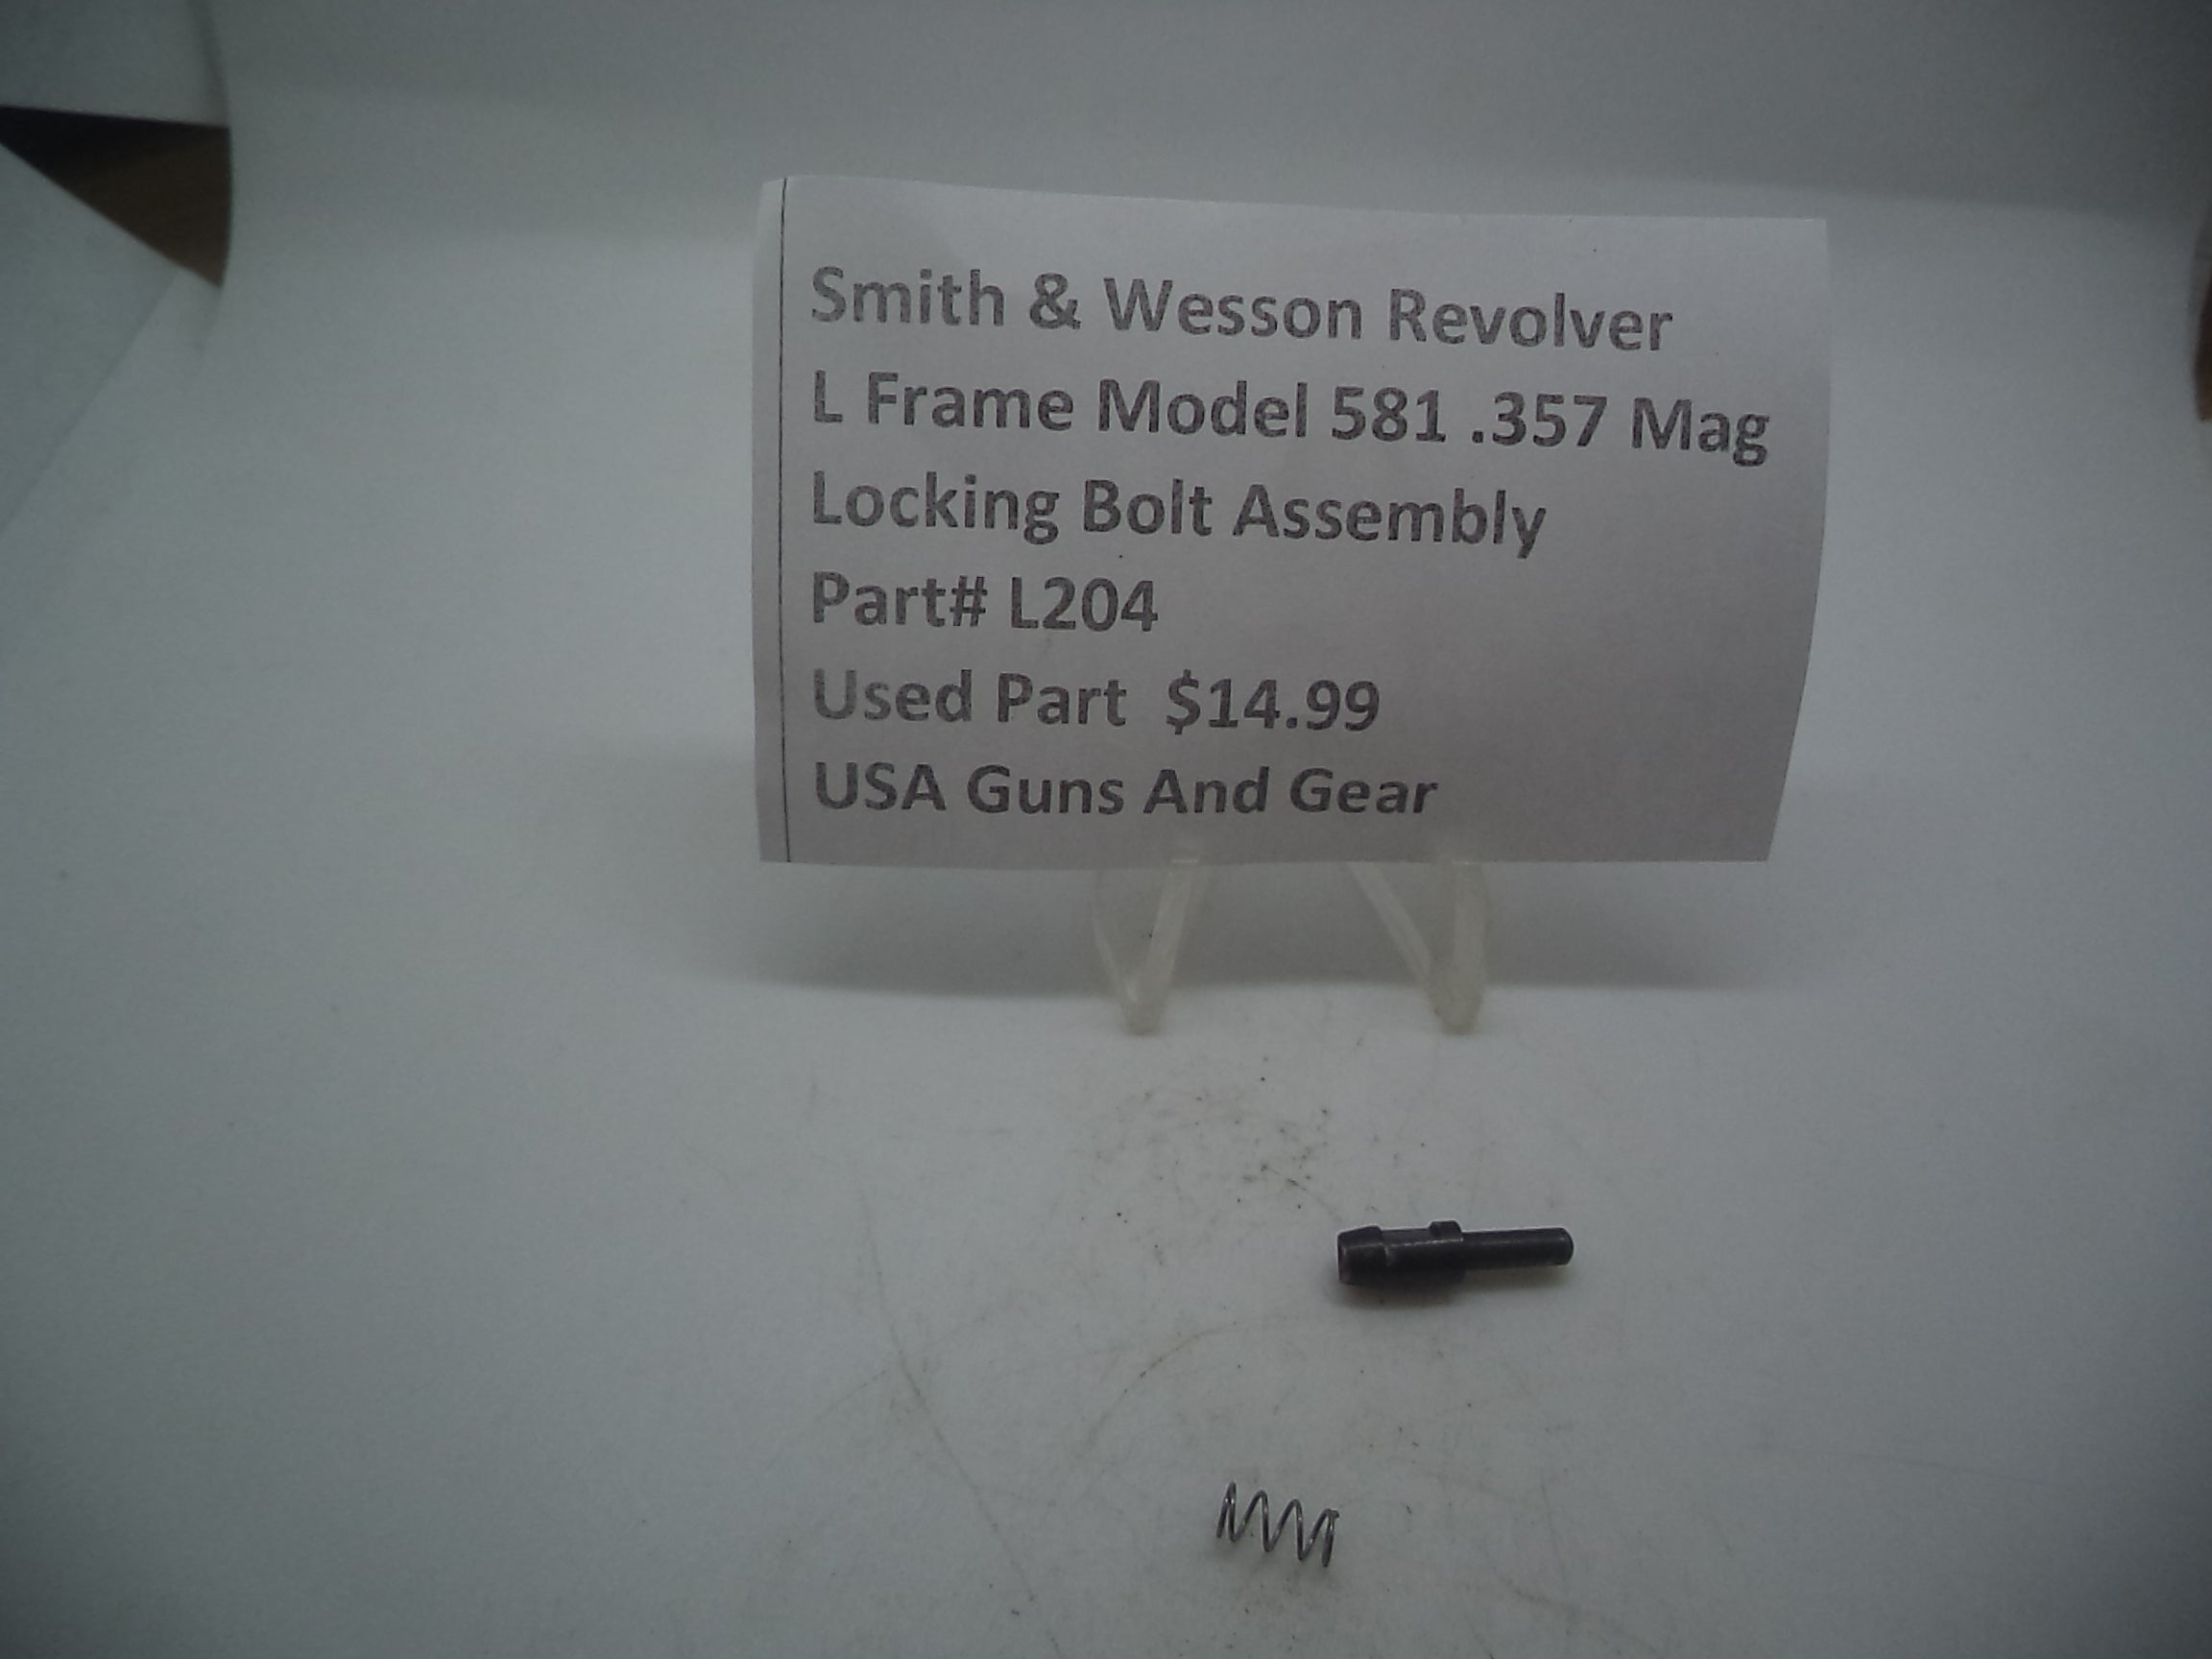 Smith & Wesson Revolver
L Frame Model 581 .357 Mag
Locking Bolt Assembly
Part# L204
Used Part $14.99
USA Guns And Gear